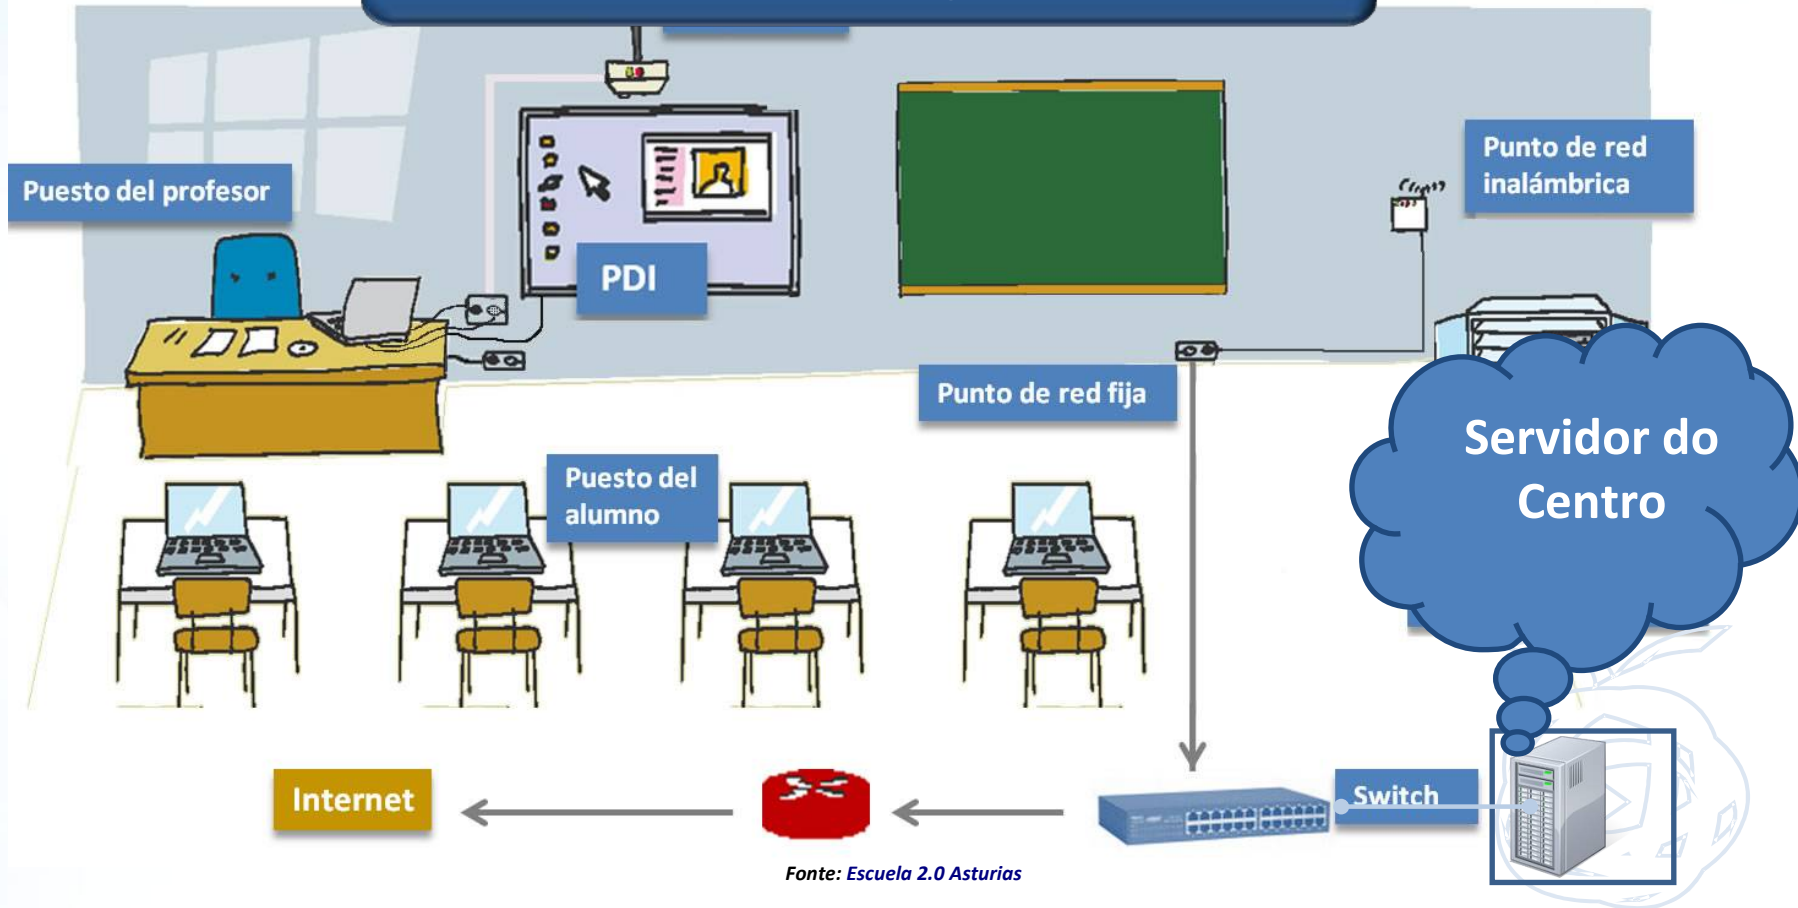 Punto de red
inalámbrica
Puesto del profesor
PDI
Punto de red fija
Servidor do
Centro
Puesto del
alumno
Internet
Switch
Fonte: Escuela 2.0 Asturias